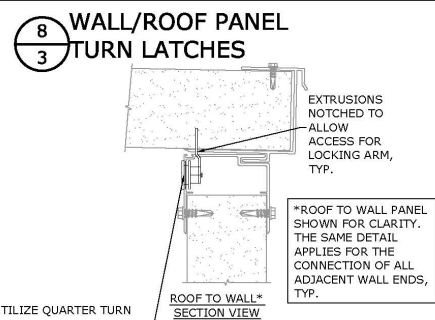 8
3
WALL/ROOF PANEL
TURN LATCHES
EXTRUSIONS
NOTCHED TO
ALLOW
ACCESS FOR
LOCKING ARM,
TYP.
*ROOF TO WALL PANEL
SHOWN FOR CLARITY.
THE SAME DETAIL
APPLIES FOR THE
CONNECTION OF ALL
ADJACENT WALL ENDS,
TYP.
ROOF TO WALL*
SECTION VIEW
TILIZE QUARTER TURN